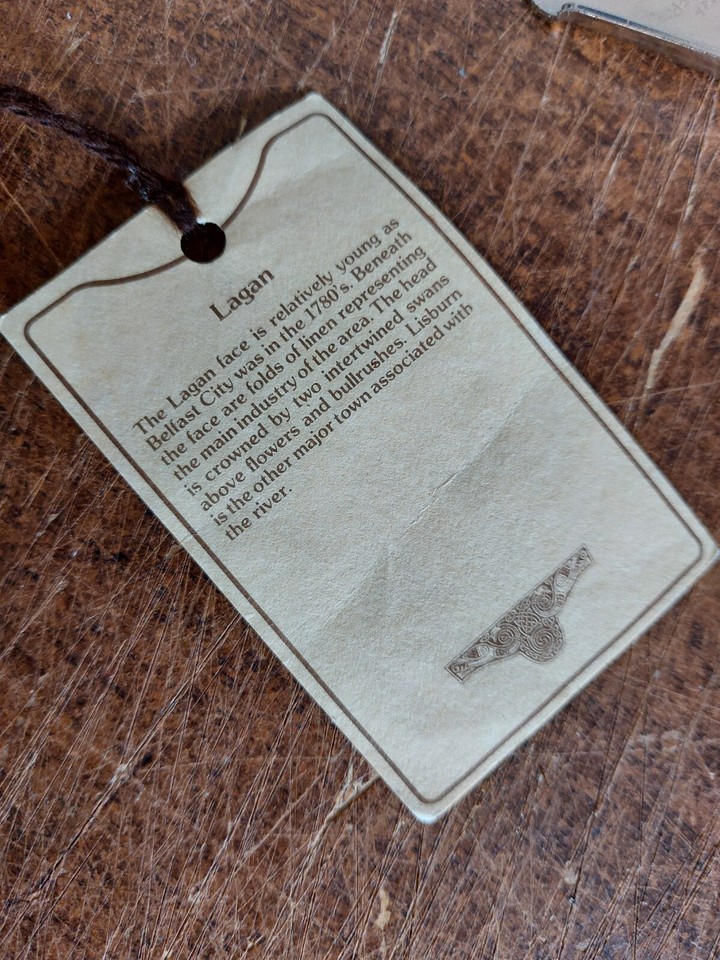 Lagan
The Lagan face is relatively young as
Belfast City was in the 1780's. Beneath
the face are folds of linen representing
the main industry of the area. The head
is crowned by two intertwined swans
above flowers and bullrushes. Lisburn
is the other major town associated with
the river.